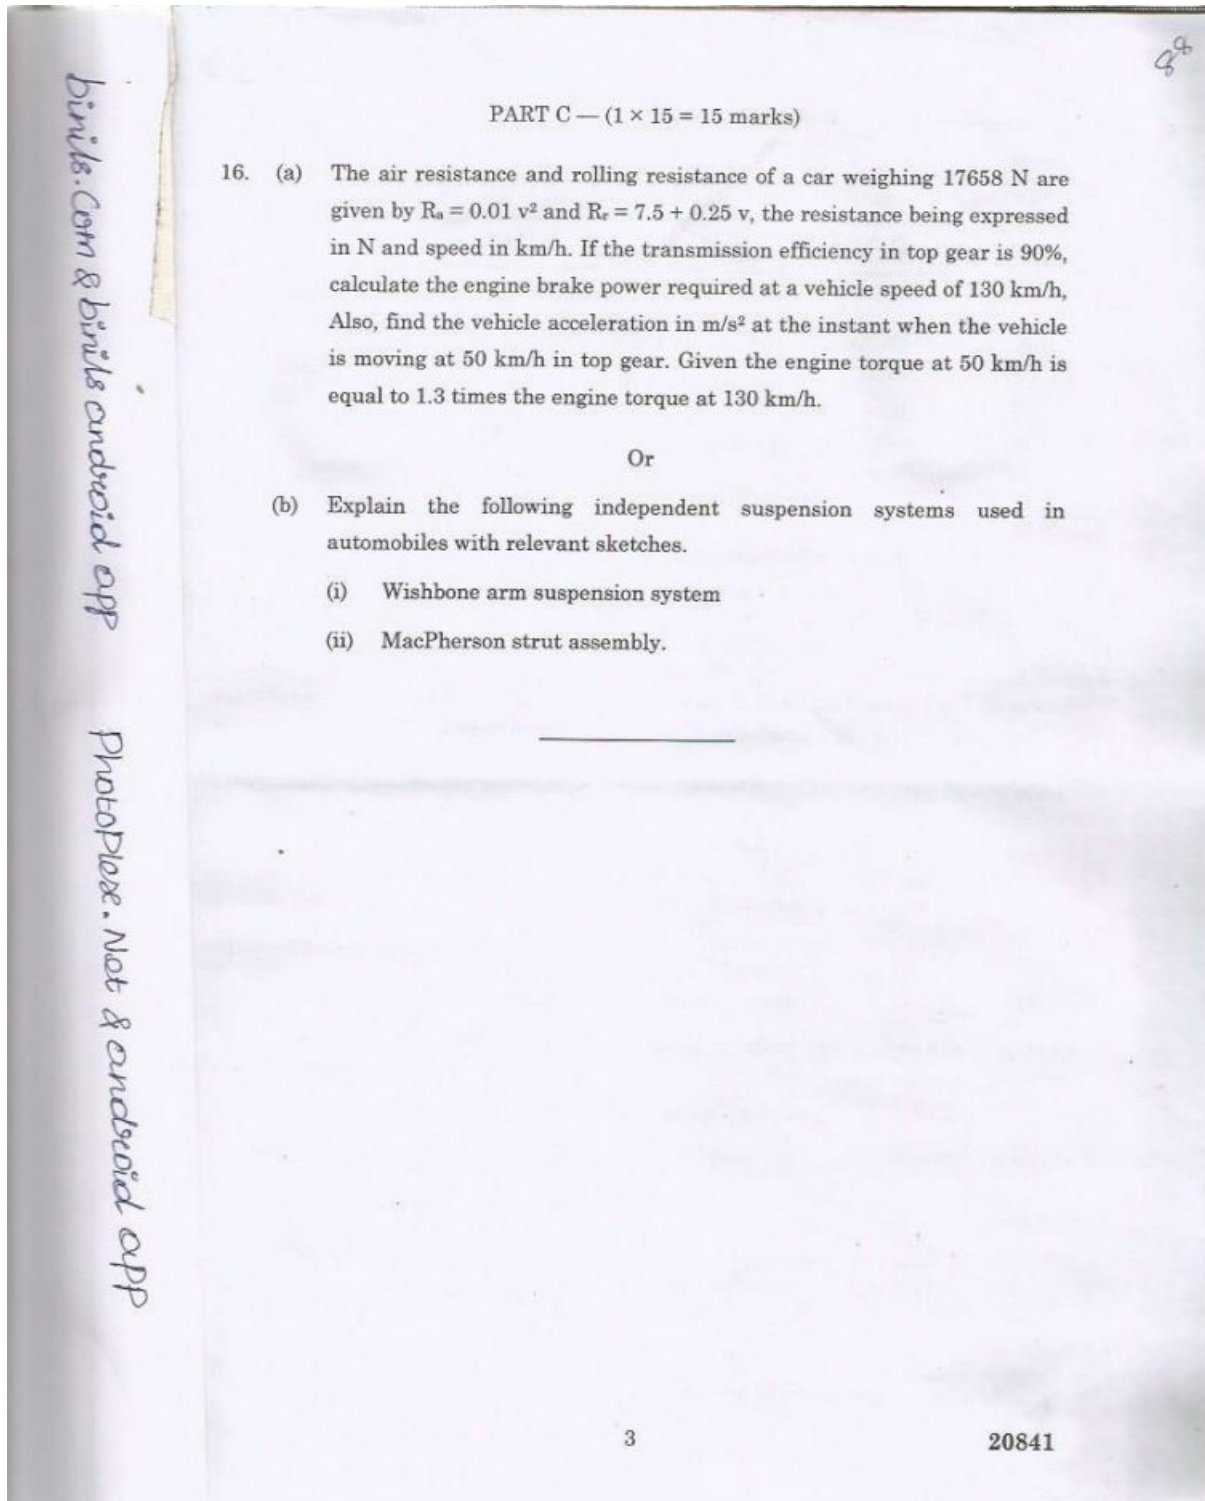 88
PART C — (1 × 15 = 15 marks)
16. (a) The air resistance and rolling resistance of a car weighing 17658 N are
given by Rₐ = 0.01 v² and Rᵣ = 7.5 + 0.25 v, the resistance being expressed
in N and speed in km/h. If the transmission efficiency in top gear is 90%,
calculate the engine brake power required at a vehicle speed of 130 km/h,
Also, find the vehicle acceleration in m/s² at the instant when the vehicle
is moving at 50 km/h in top gear. Given the engine torque at 50 km/h is
equal to 1.3 times the engine torque at 130 km/h.
Or
(b) Explain the following independent suspension systems used in
automobiles with relevant sketches.
(i) Wishbone arm suspension system
(ii) MacPherson strut assembly.
3
20841
binils.Com & binils android app
PhotoPlex.Net & android app